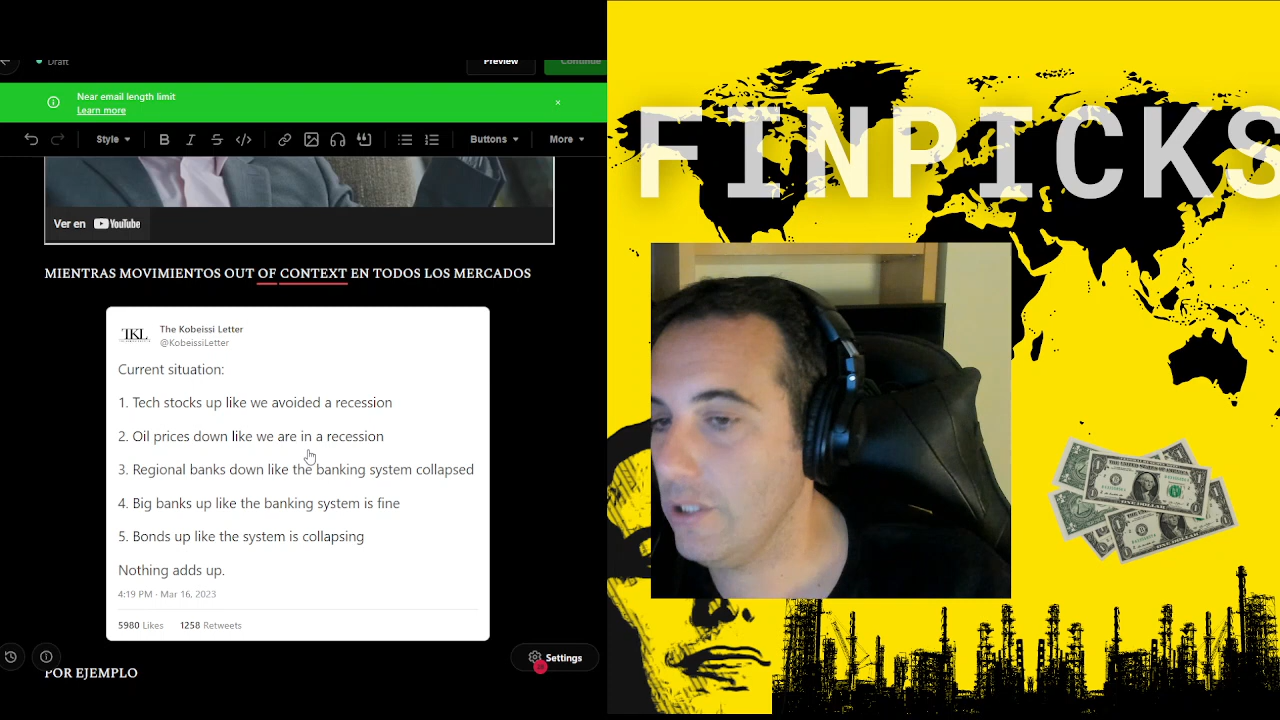 Draft
Preview
Continue
Near email length limit
Learn more
Style
B
I
S
Buttons
More
Ver en YouTube
MIENTRAS MOVIMIENTOS OUT OF CONTEXT EN TODOS LOS MERCADOS
TKL
The Kobeissi Letter
@KobeissiLetter
Current situation:
1. Tech stocks up like we avoided a recession
2. Oil prices down like we are in a recession
3. Regional banks down like the banking system collapsed
4. Big banks up like the banking system is fine
5. Bonds up like the system is collapsing
Nothing adds up.
4:19 PM · Mar 16, 2023
5980 Likes 1258 Retweets
Settings
POR EJEMPLO
FINPICKS